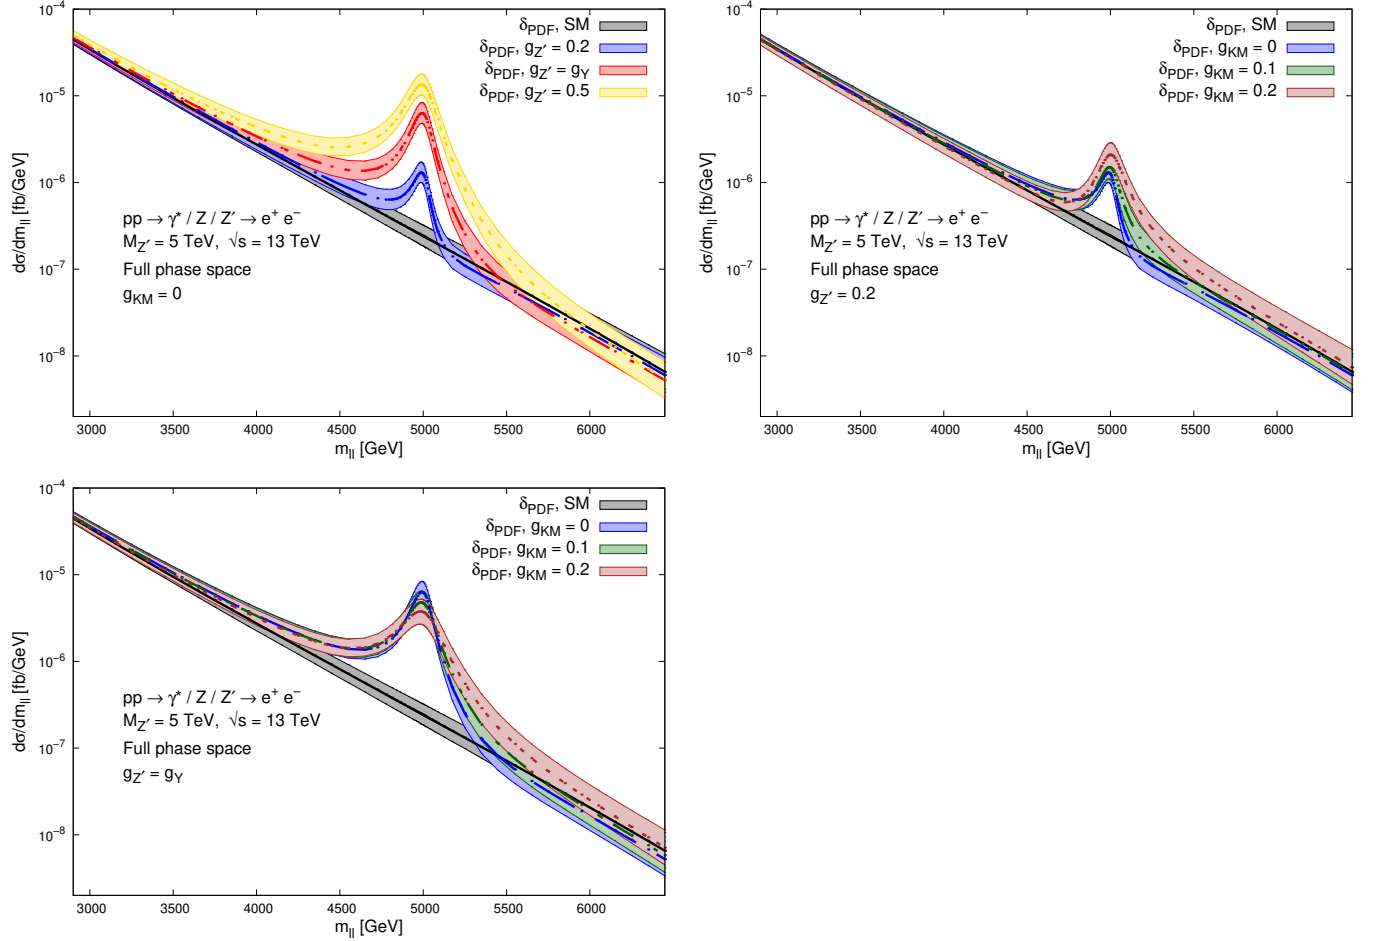 10⁻⁴
10⁻⁵
10⁻⁶
10⁻⁷
10⁻⁸
dσ/dm_ll [fb/GeV]
δ_PDF, SM
δ_PDF, g_Z′ = 0.2
δ_PDF, g_Z′ = g_Y
δ_PDF, g_Z′ = 0.5
pp → γ* / Z / Z′ → e⁺ e⁻
M_Z′ = 5 TeV, √s = 13 TeV
Full phase space
g_KM = 0
3000 3500 4000 4500 5000 5500 6000
m_ll [GeV]
10⁻⁴
10⁻⁵
10⁻⁶
10⁻⁷
10⁻⁸
dσ/dm_ll [fb/GeV]
δ_PDF, SM
δ_PDF, g_KM = 0
δ_PDF, g_KM = 0.1
δ_PDF, g_KM = 0.2
pp → γ* / Z / Z′ → e⁺ e⁻
M_Z′ = 5 TeV, √s = 13 TeV
Full phase space
g_Z′ = 0.2
3000 3500 4000 4500 5000 5500 6000
m_ll [GeV]
10⁻⁴
10⁻⁵
10⁻⁶
10⁻⁷
10⁻⁸
dσ/dm_ll [fb/GeV]
δ_PDF, SM
δ_PDF, g_KM = 0
δ_PDF, g_KM = 0.1
δ_PDF, g_KM = 0.2
pp → γ* / Z / Z′ → e⁺ e⁻
M_Z′ = 5 TeV, √s = 13 TeV
Full phase space
g_Z′ = g_Y
3000 3500 4000 4500 5000 5500 6000
m_ll [GeV]